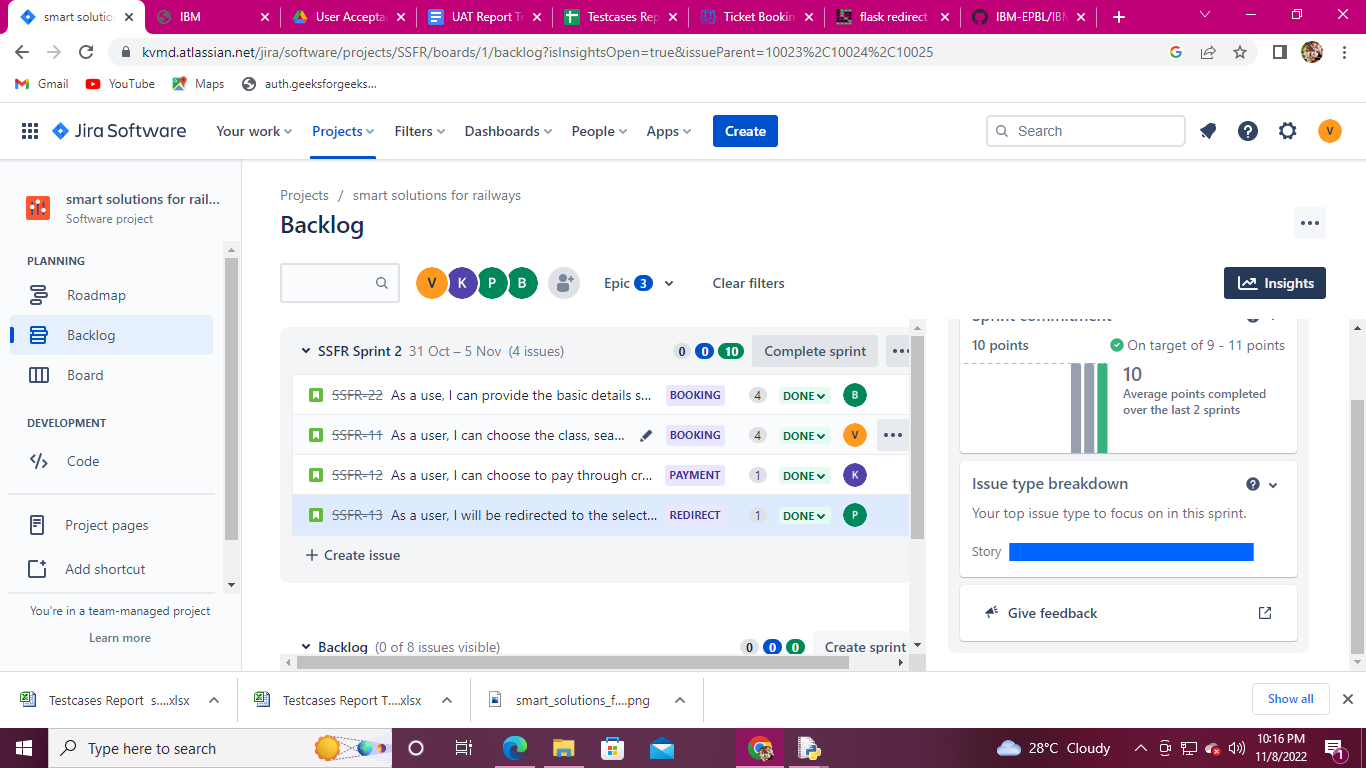 smart solution
IBM
User Accepta
UAT Report Te
Testcases Rep
Ticket Bookin
flask redirect
IBM-EPBL/IBM
kvmd.atlassian.net/jira/software/projects/SSFR/boards/1/backlog?isInsightsOpen=true&issueParent=10023%2C10024%2C10025
Gmail
YouTube
Maps
auth.geeksforgeeks...
Jira Software
Your work
Projects
Filters
Dashboards
People
Apps
Create
Search
V
smart solutions for rail...
Software project
PLANNING
Roadmap
Backlog
Board
DEVELOPMENT
Code
Project pages
Add shortcut
You're in a team-managed project
Learn more
Projects / smart solutions for railways
Backlog
V K P B
Epic 3
Clear filters
Insights
SSFR Sprint 2 31 Oct – 5 Nov (4 issues) 0 0 10 Complete sprint
SSFR-22 As a use, I can provide the basic details s... BOOKING 4 DONE B
SSFR-11 As a user, I can choose the class, sea... BOOKING 4 DONE V
SSFR-12 As a user, I can choose to pay through cr... PAYMENT 1 DONE K
SSFR-13 As a user, I will be redirected to the select... REDIRECT 1 DONE P
+ Create issue
Backlog (0 of 8 issues visible) 0 0 0 Create sprint
Sprint commitment
10 points On target of 9 - 11 points
10
Average points completed
over the last 2 sprints
Issue type breakdown
Your top issue type to focus on in this sprint.
Story
Give feedback
Testcases Report s....xlsx
Testcases Report T....xlsx
smart_solutions_f....png
Show all
Type here to search
28°C Cloudy
10:16 PM
11/8/2022
1